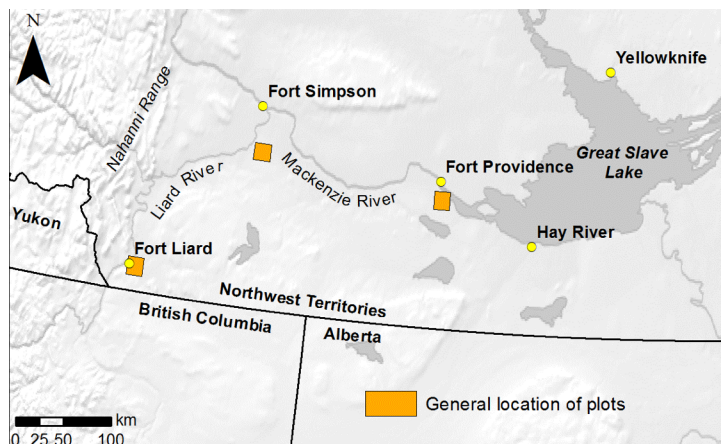 N
Yellowknife
Nahanni Range
Fort Simpson
Great Slave
Lake
Fort Providence
Mackenzie River
Liard River
Yukon
Hay River
Fort Liard
Northwest Territories
British Columbia
Alberta
General location of plots
km
0 25 50 100